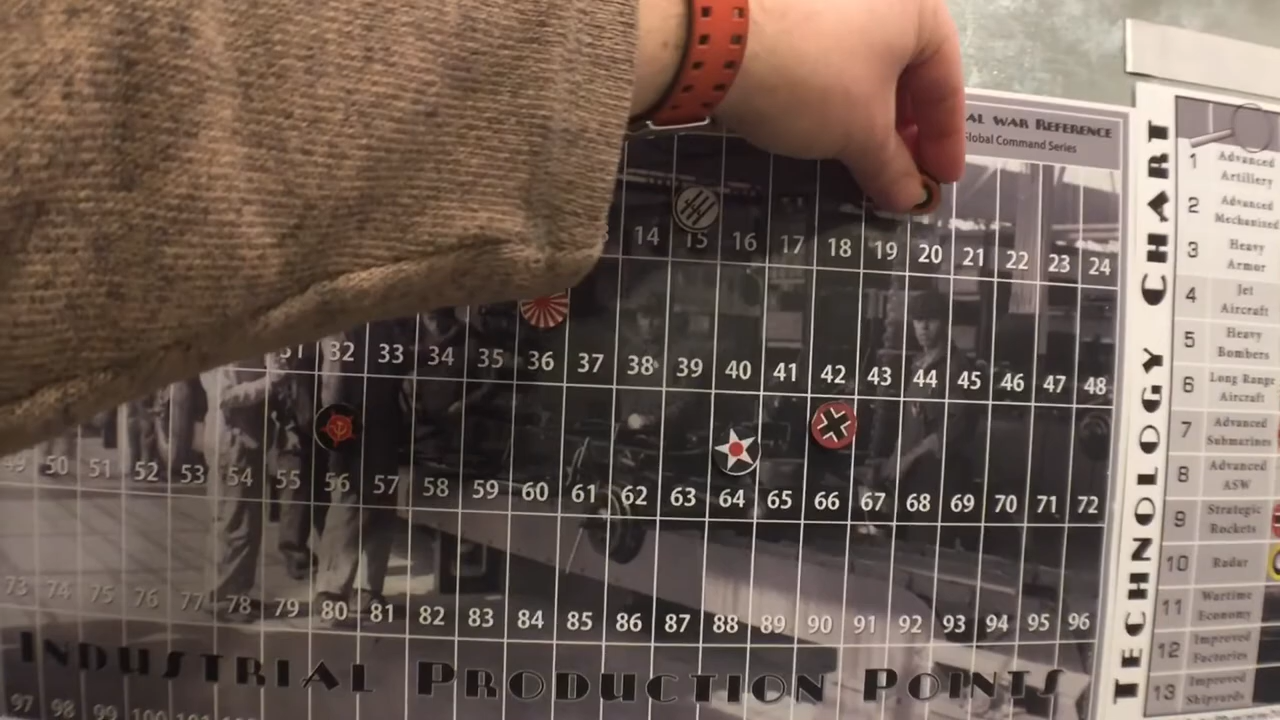 AL WAR REFERENCE
Global Command Series
14 15 16 17 18 19 20 21 22 23 24
31 32 33 34 35 36 37 38 39 40 41 42 43 44 45 46 47 48
49 50 51 52 53 54 55 56 57 58 59 60 61 62 63 64 65 66 67 68 69 70 71 72
73 74 75 76 77 78 79 80 81 82 83 84 85 86 87 88 89 90 91 92 93 94 95 96
INDUSTRIAL PRODUCTION POINTS
97 98 99 100
TECHNOLOGY CHART
1 Advanced
Artillery
2 Advanced
Mechanized
3 Heavy
Armor
4 Jet
Aircraft
5 Heavy
Bombers
6 Long Range
Aircraft
7 Advanced
Submarines
8 Advanced
ASW
9 Strategic
Rockets
10 Radar
11 Wartime
Economy
12 Improved
Factories
13 Improved
Shipyards